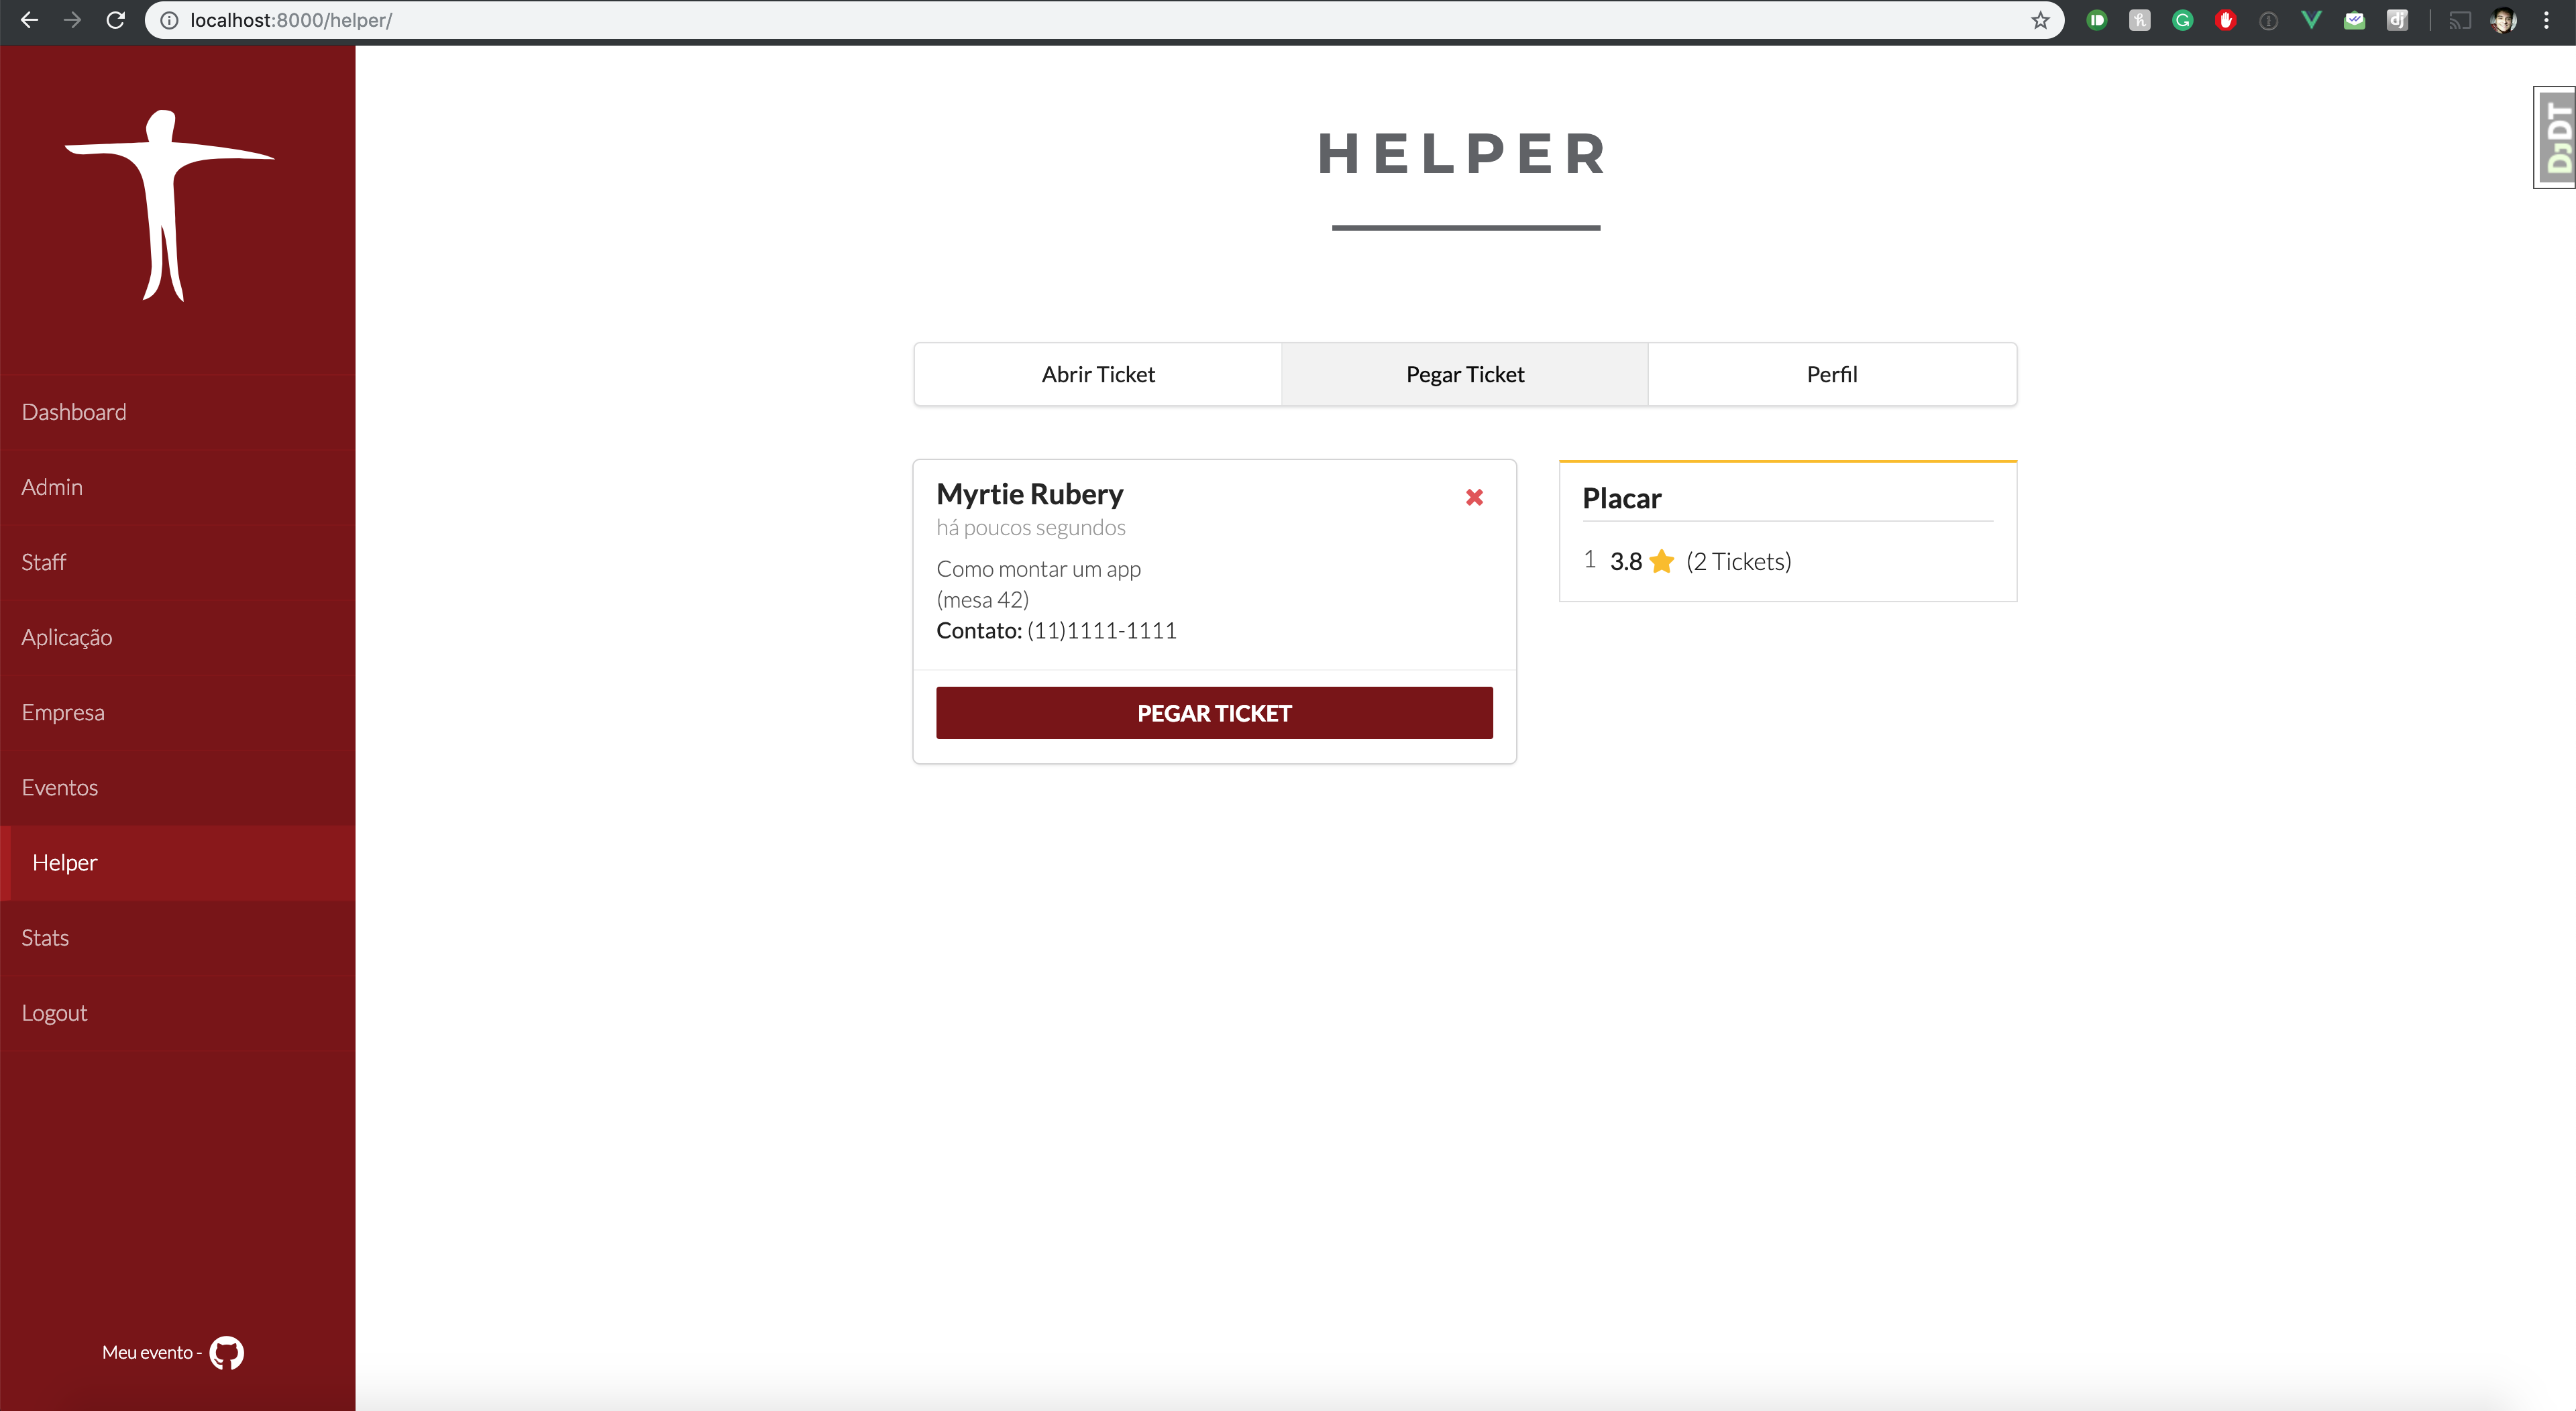 localhost:8000/helper/
DJDT
HELPER
Dashboard
Admin
Staff
Aplicação
Empresa
Eventos
Helper
Stats
Logout
Meu evento -
Abrir Ticket
Pegar Ticket
Perfil
Myrtie Rubery
há poucos segundos
Como montar um app
(mesa 42)
Contato: (11)1111-1111
PEGAR TICKET
Placar
1 3.8 (2 Tickets)